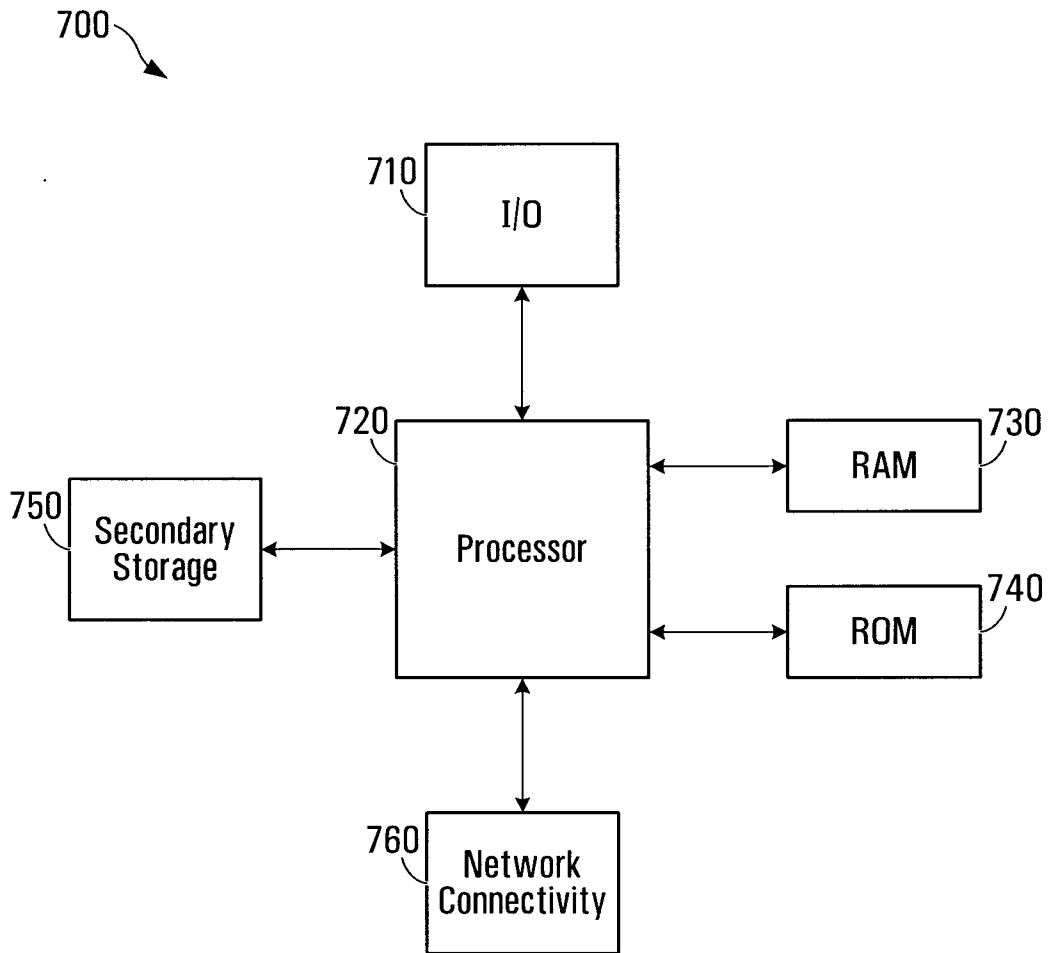 700
710
I/O
720
730
RAM
750
Secondary
Storage
Processor
740
ROM
760
Network
Connectivity